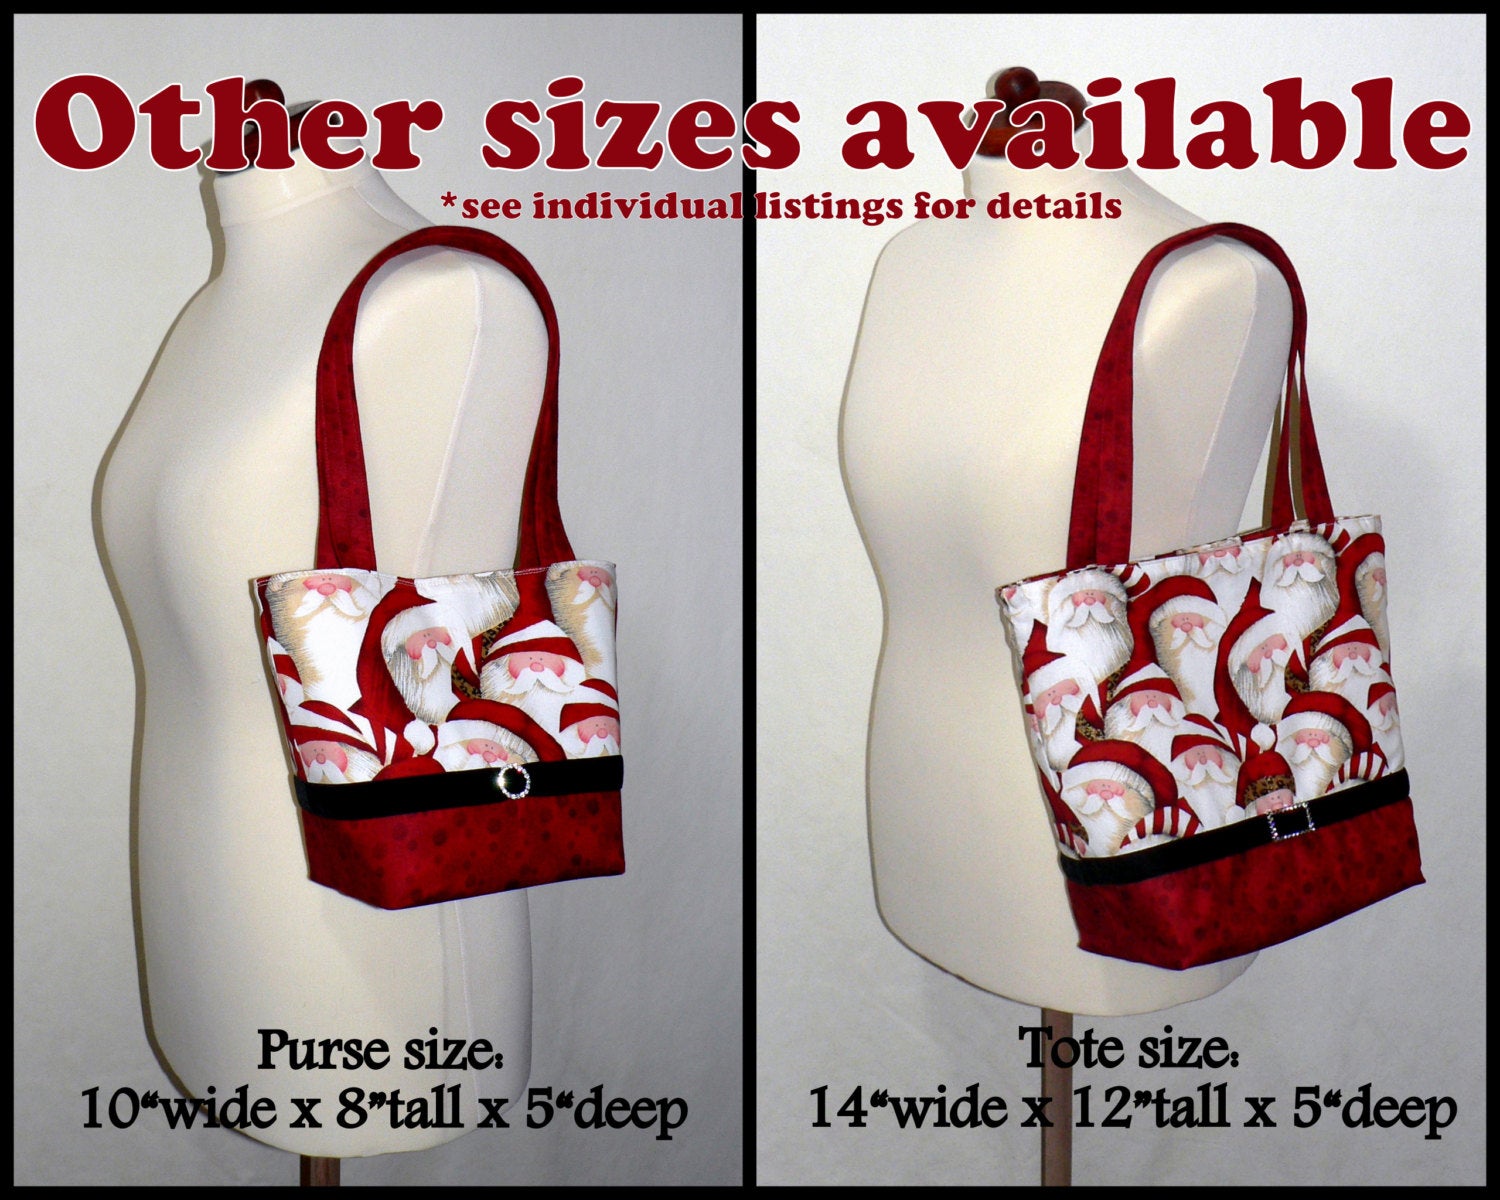 Other sizes available
*see individual listings for details
Purse size:
10“wide x 8”tall x 5“deep
Tote size:
14“wide x 12”tall x 5“deep